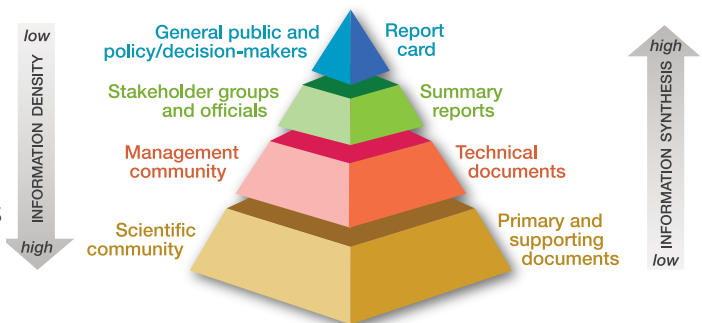 low
INFORMATION DENSITY
high
General public and
policy/decision-makers
Report
card
Stakeholder groups
and officials
Summary
reports
Management
community
Technical
documents
Scientific
community
Primary and
supporting
documents
high
INFORMATION SYNTHESIS
low
s